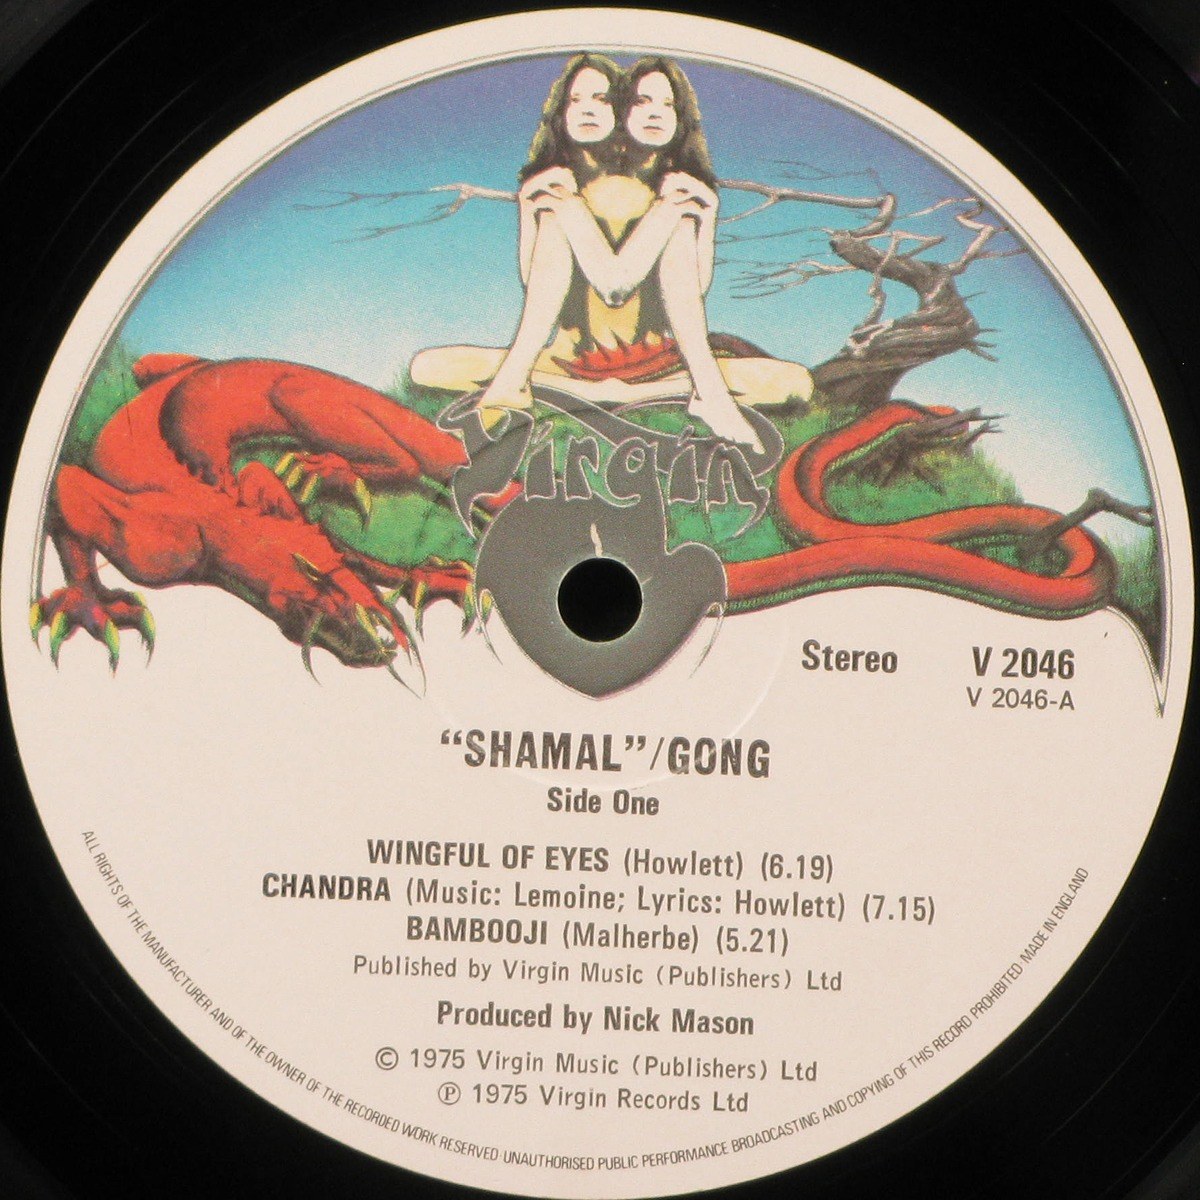 Virgin
Stereo V 2046
V 2046-A
“SHAMAL”/GONG
Side One
WINGFUL OF EYES (Howlett) (6.19)
CHANDRA (Music: Lemoine; Lyrics: Howlett) (7.15)
BAMBOOJI (Malherbe) (5.21)
Published by Virgin Music (Publishers) Ltd
Produced by Nick Mason
© 1975 Virgin Music (Publishers) Ltd
℗ 1975 Virgin Records Ltd
ALL RIGHTS OF THE MANUFACTURER AND OF THE OWNER OF THE RECORDED WORK RESERVED·UNAUTHORISED PUBLIC PERFORMANCE BROADCASTING AND COPYING OF THIS RECORD PROHIBITED·MADE IN ENGLAND